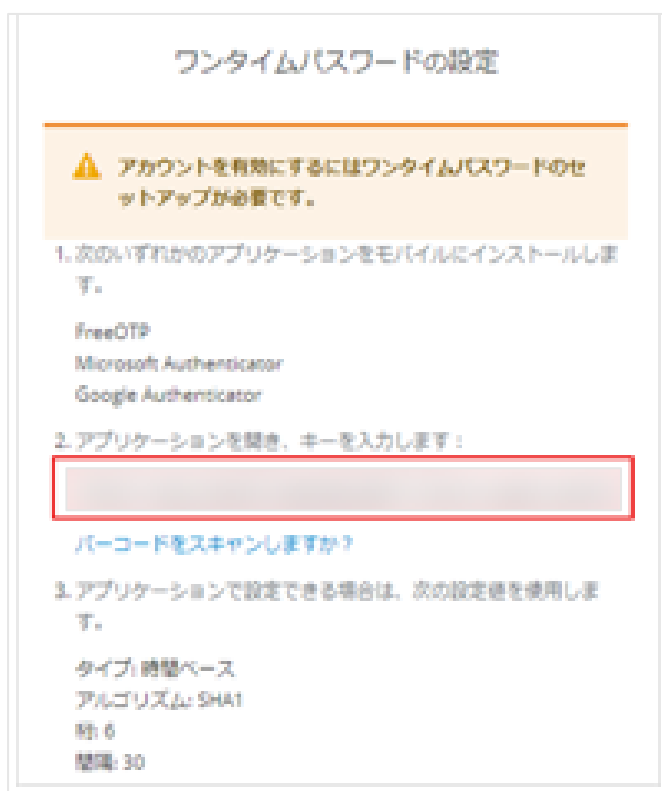 ワンタイムパスワードの設定
アカウントを有効にするにはワンタイムパスワードのセ
ットアップが必要です。
1. 次のいずれかのアプリケーションをモバイルにインストールしま
す。
FreeOTP
Microsoft Authenticator
Google Authenticator
2. アプリケーションを開き、キーを入力します：
バーコードをスキャンしますか？
3. アプリケーションで設定できる場合は、次の設定値を使用しま
す。
タイプ: 時間ベース
アルゴリズム: SHA1
桁: 6
間隔: 30